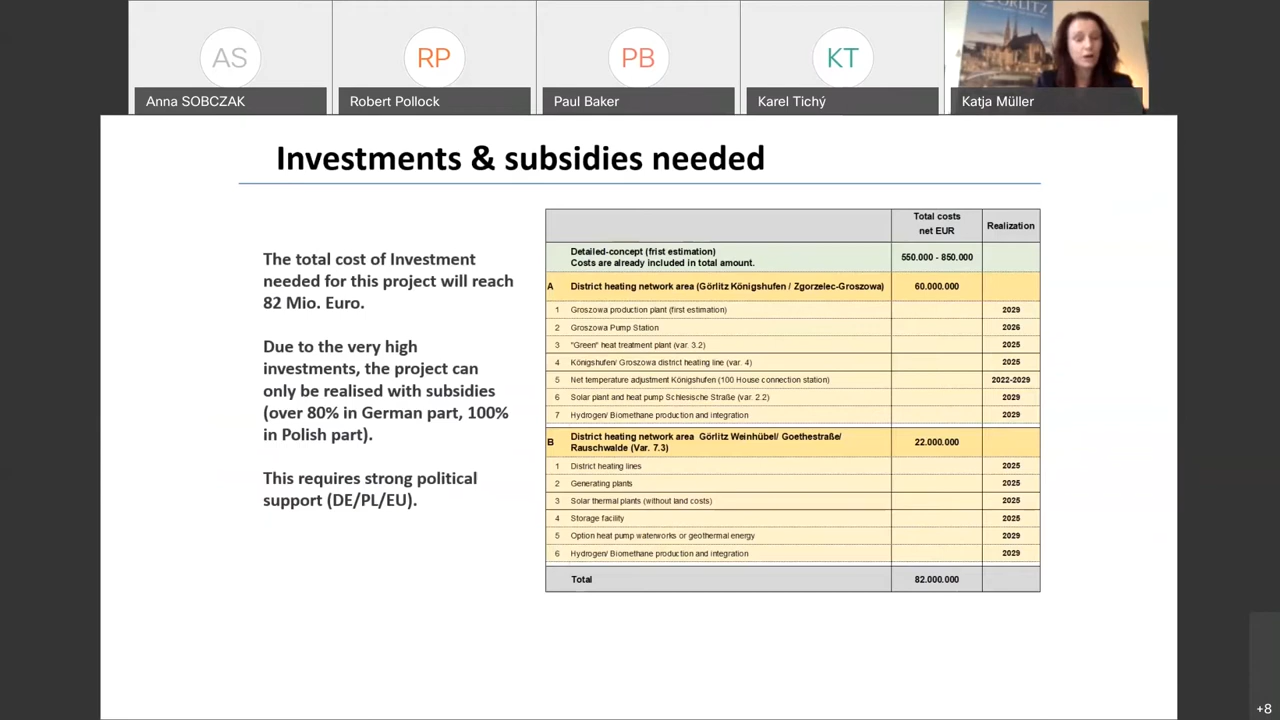 GÖRLITZ
AS
RP
PB
KT
Anna SOBCZAK
Robert Pollock
Paul Baker
Karel Tichý
Katja Müller
Investments & subsidies needed
The total cost of Investment
needed for this project will reach
82 Mio. Euro.
Due to the very high
investments, the project can
only be realised with subsidies
(over 80% in German part, 100%
in Polish part).
This requires strong political
support (DE/PL/EU).
Total costs
net EUR
Realization
Detailed-concept (frist estimation)
Costs are already included in total amount.
550.000 - 850.000
A District heating network area (Görlitz Königshufen / Zgorzelec-Groszowa) 60.000.000
1 Groszowa production plant (first estimation) 2029
2 Groszowa Pump Station 2026
3 "Green" heat treatment plant (var. 3.2) 2025
4 Königshufen/ Groszowa district heating line (var. 4) 2025
5 Net temperature adjustment Königshufen (100 House connection station) 2022-2029
6 Solar plant and heat pump Schlesische Straße (var. 2.2) 2029
7 Hydrogen/ Biomethane production and integration 2029
B District heating network area Görlitz Weinhübel/ Goethestraße/
Rauschwalde (Var. 7.3)
22.000.000
1 District heating lines 2025
2 Generating plants 2025
3 Solar thermal plants (without land costs) 2025
4 Storage facility 2025
5 Option heat pump waterworks or geothermal energy 2029
6 Hydrogen/ Biomethane production and integration 2029
Total 82.000.000
+8